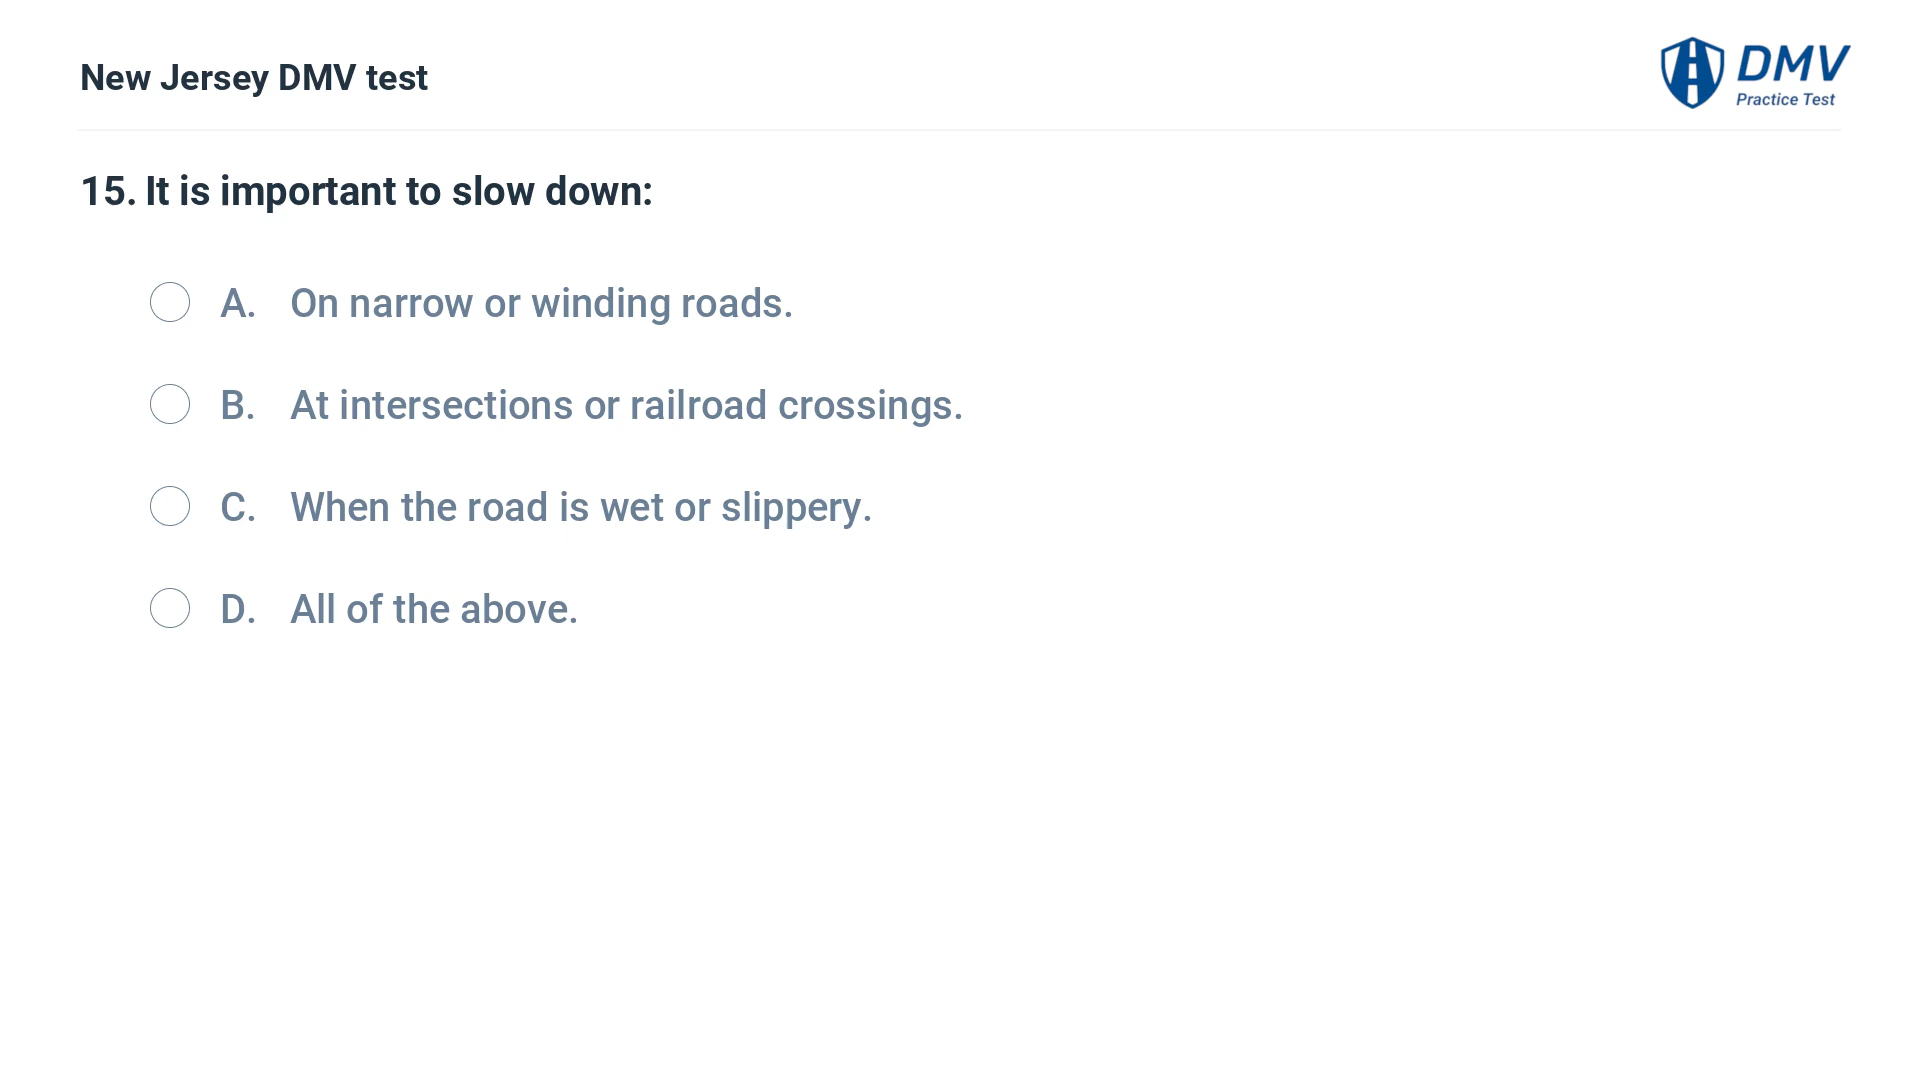 New Jersey DMV test
DMV
Practice Test
15. It is important to slow down:
A. On narrow or winding roads.
B. At intersections or railroad crossings.
C. When the road is wet or slippery.
D. All of the above.